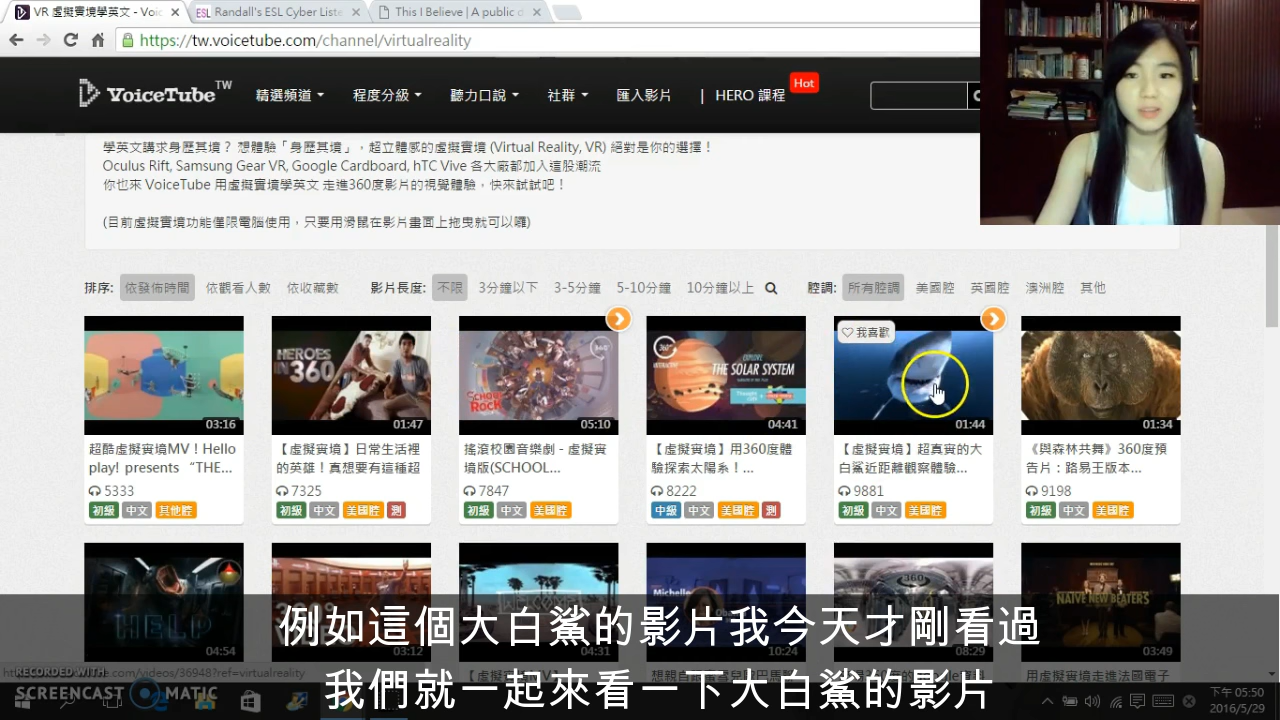 VR 虛擬實境學英文 - Voic
ESL Randall's ESL Cyber Liste
This I Believe | A public d
https://tw.voicetube.com/channel/virtualreality
VoiceTube TW
精選頻道
程度分級
聽力口說
社群
匯入影片
| HERO 課程
Hot
學英文講求身歷其境？ 想體驗「身歷其境」，超立體感的虛擬實境 (Virtual Reality, VR) 絕對是你的選擇！
Oculus Rift, Samsung Gear VR, Google Cardboard, hTC Vive 各大廠都加入這股潮流
你也來 VoiceTube 用虛擬實境學英文 走進360度影片的視覺體驗，快來試試吧！
(目前虛擬實境功能僅限電腦使用，只要用滑鼠在影片畫面上拖曳就可以囉)
排序: 依發佈時間 依觀看人數 依收藏數 影片長度: 不限 3分鐘以下 3-5分鐘 5-10分鐘 10分鐘以上 腔調: 所有腔調 美國腔 英國腔 澳洲腔 其他
03:16
超酷虛擬實境MV！Hello
play! presents “THE...
5333
初級 中文 其他腔
HEROES
IN 360
01:47
【虛擬實境】日常生活裡
的英雄！真想要有這種超
7325
初級 中文 美國腔 測
360°
SCHOOL
ROCK
05:10
搖滾校園音樂劇 - 虛擬實
境版(SCHOOL...
7847
初級 中文 美國腔
360°
EXPLORE
THE SOLAR SYSTEM
04:41
【虛擬實境】用360度體
驗探索太陽系！...
8222
中級 中文 美國腔 測
我喜歡
01:44
【虛擬實境】超真實的大
白鯊近距離觀察體驗...
9881
初級 中文 美國腔
01:34
《與森林共舞》360度預
告片：路易王版本...
9198
初級 中文 美國腔
HELP
04:54
03:12
04:31
Michelle
10:24
360
08:29
NAIVE NEW BEATERS
03:49
例如這個大白鯊的影片我今天才剛看過
我們就一起來看一下大白鯊的影片
RECORDED WITH
SCREENCAST O MATIC
下午 05:50
2016/5/29